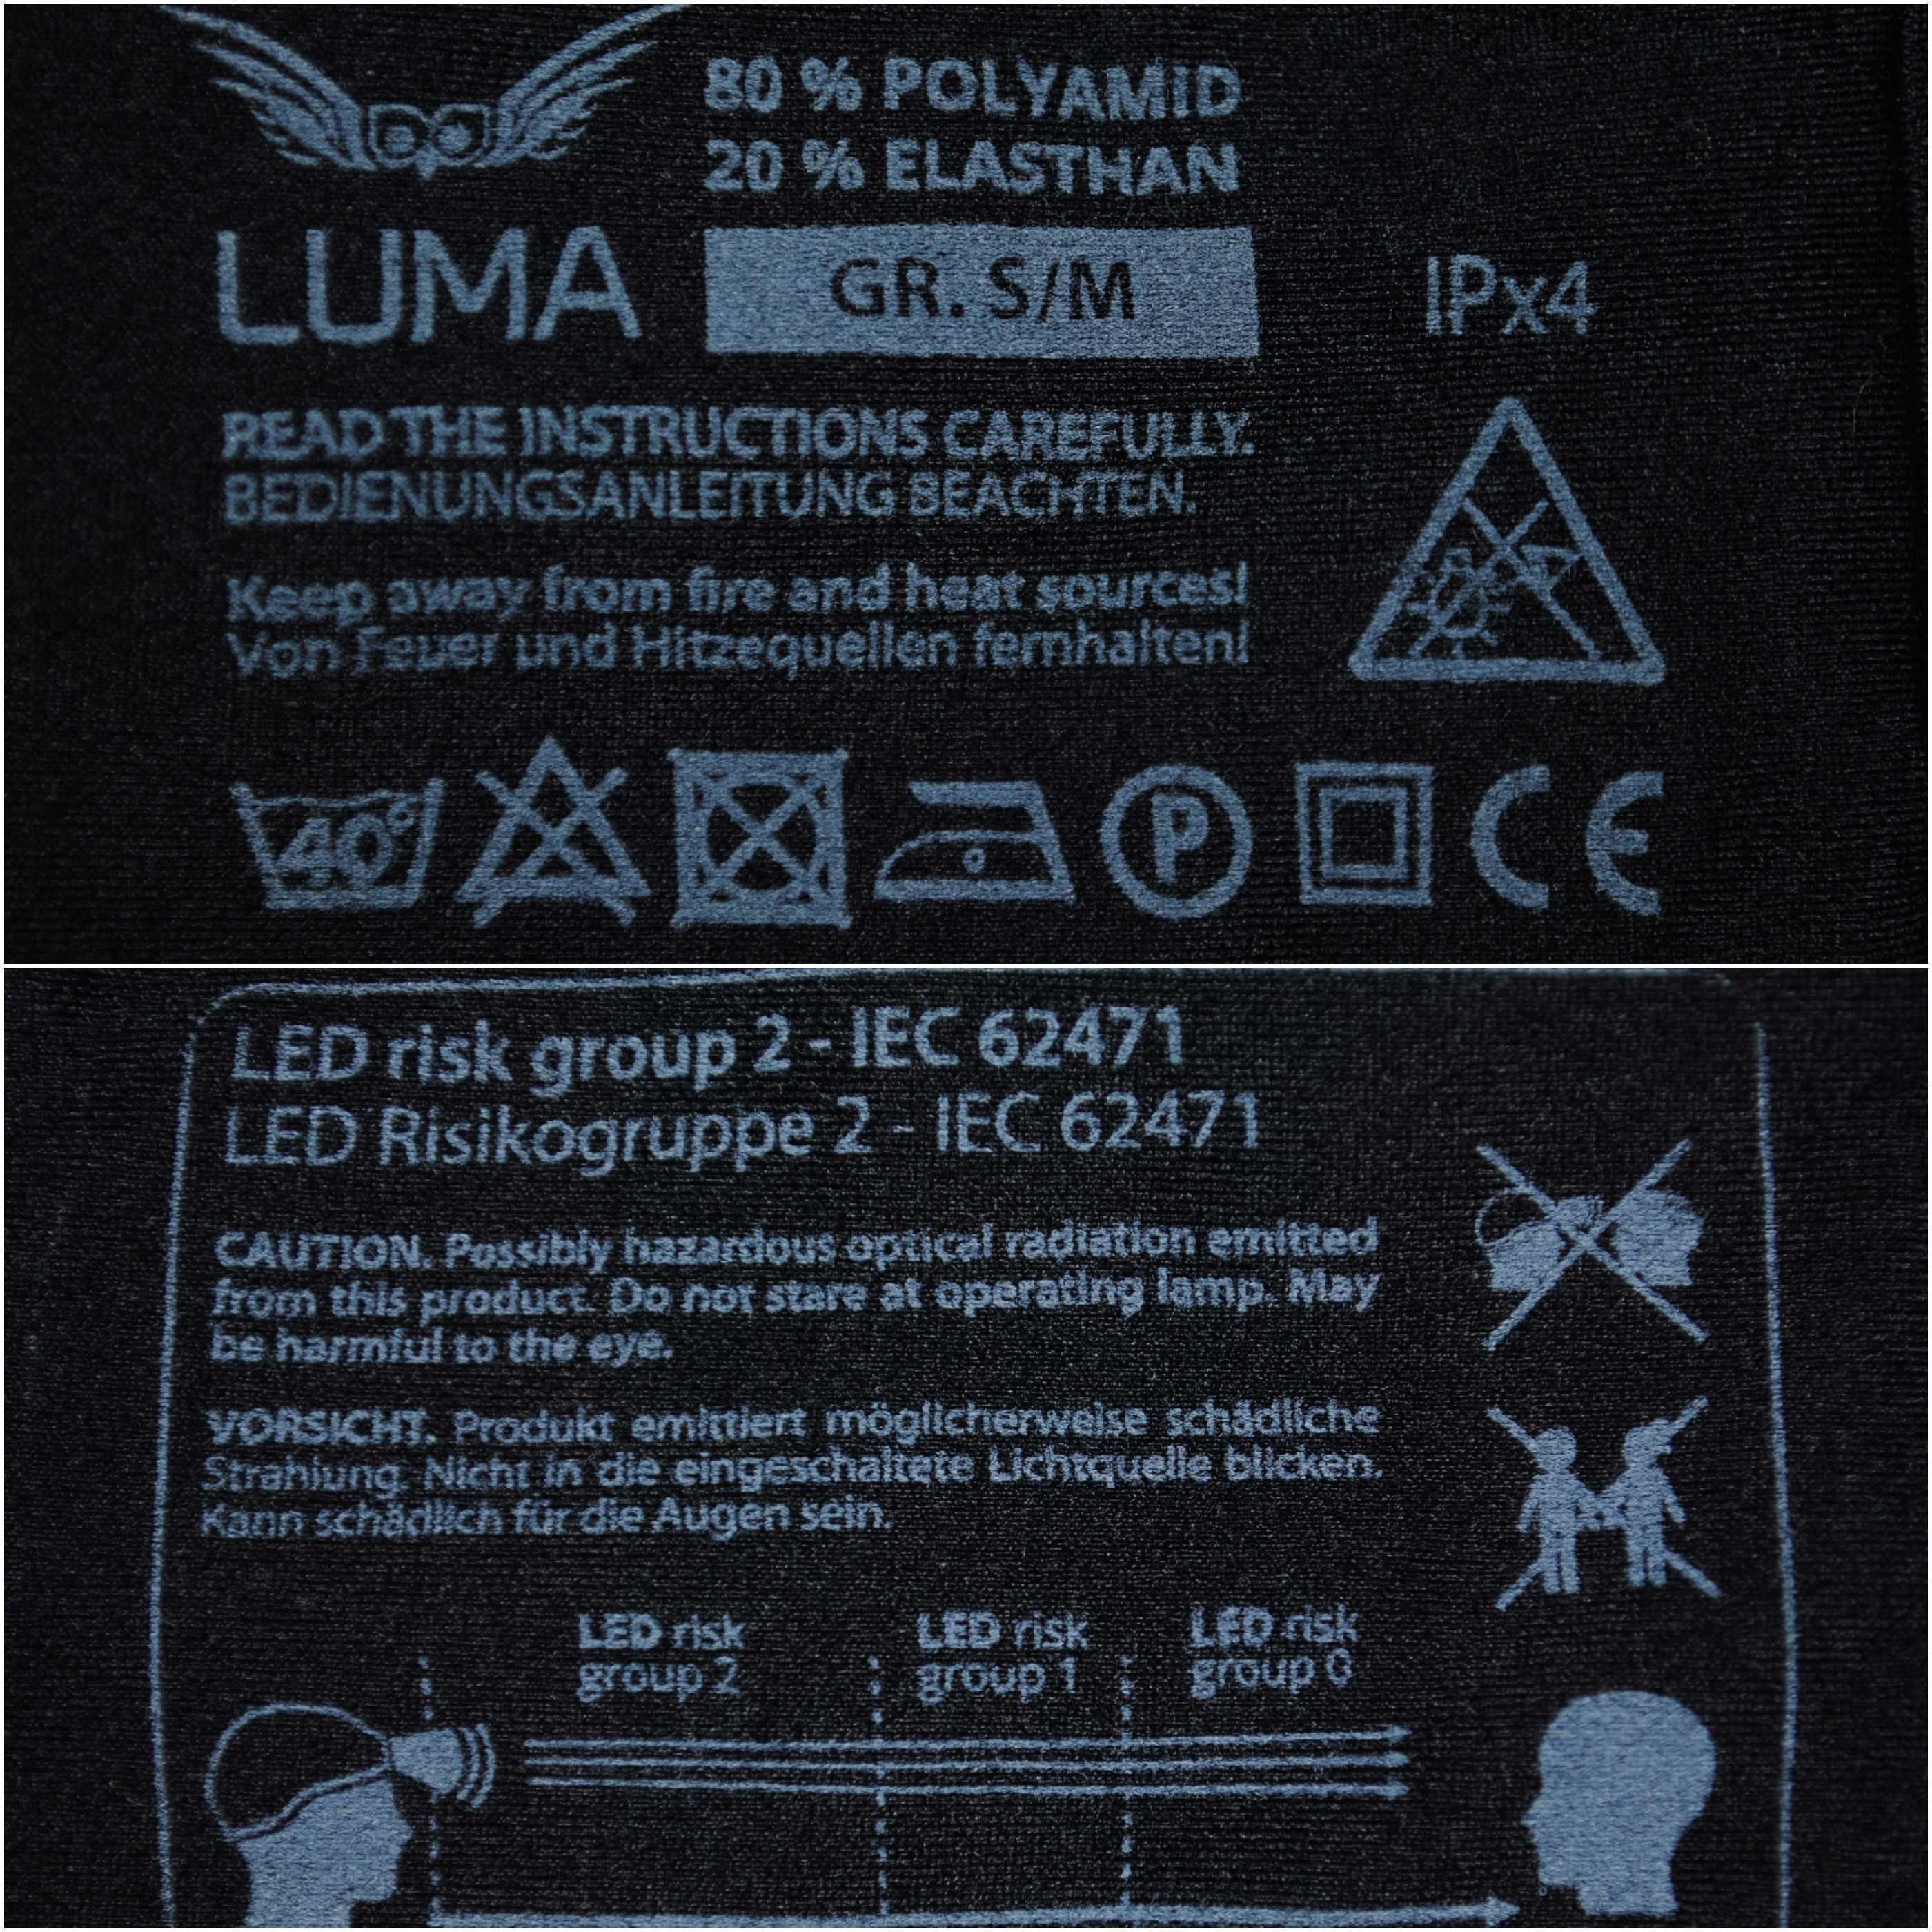 80 % POLYAMID
20 % ELASTHAN
LUMA
GR. S/M
IPx4
READ THE INSTRUCTIONS CAREFULLY.
BEDIENUNGSANLEITUNG BEACHTEN.
Keep away from fire and heat sources!
Von Feuer und Hitzequellen fernhalten!
40°
P
CE
LED risk group 2 - IEC 62471
LED Risikogruppe 2 - IEC 62471
CAUTION. Possibly hazardous optical radiation emitted
from this product. Do not stare at operating lamp. May
be harmful to the eye.
VORSICHT. Produkt emittiert möglicherweise schädliche
Strahlung. Nicht in die eingeschaltete Lichtquelle blicken.
Kann schädlich für die Augen sein.
LED risk
group 2
LED risk
group 1
LED risk
group 0